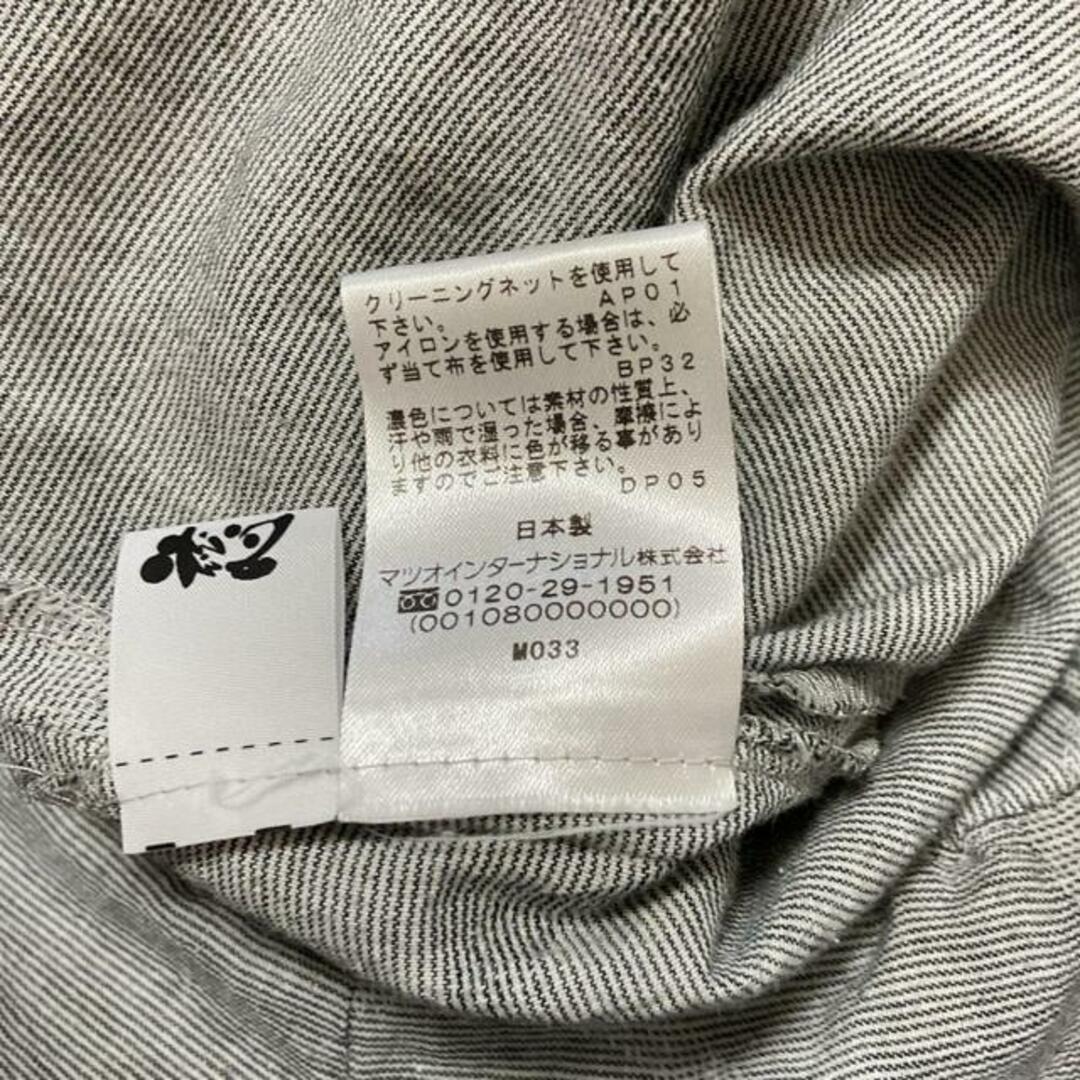 クリーニングネットを使用して
下さい。 AP01
アイロンを使用する場合は、必
ず当て布を使用して下さい。
BP32
濃色については素材の性質上、
汗や雨で湿った場合、摩擦によ
り他の衣料に色が移る事があり
ますのでご注意下さい。
DP05
日本製
マツオインターナショナル株式会社
0120-29-1951
(001080000000)
M033